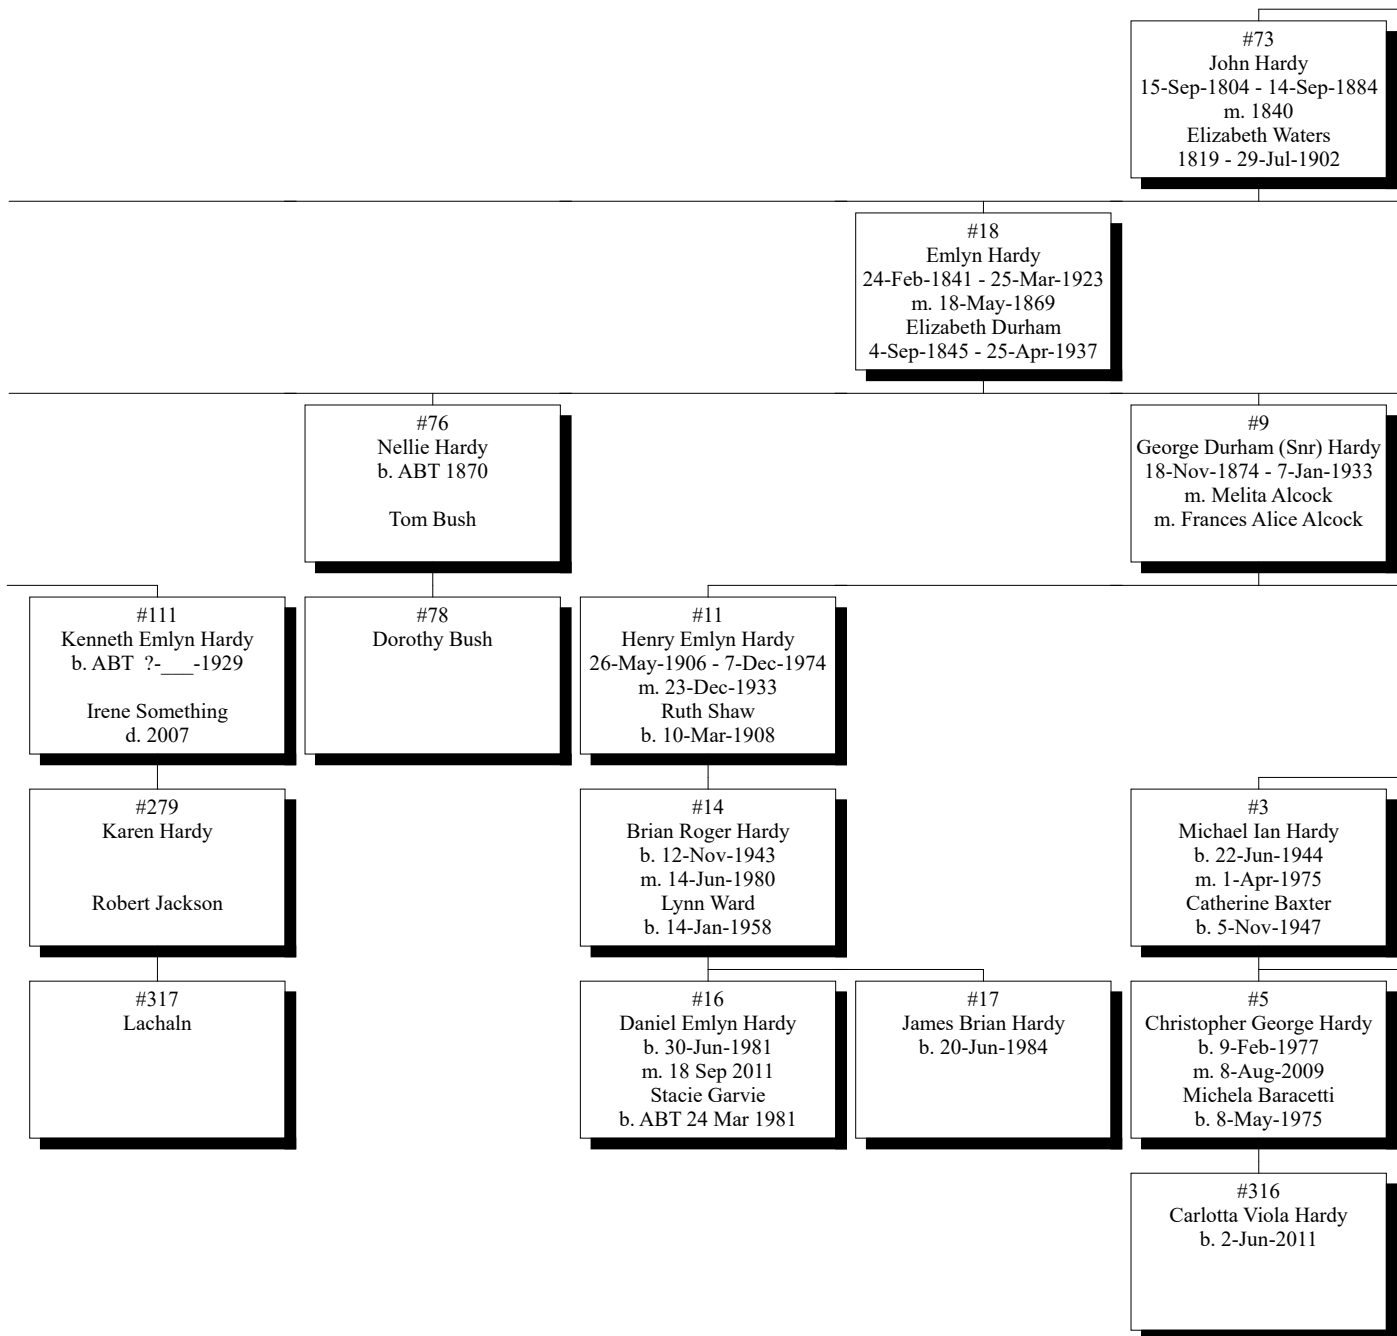 #73
John Hardy
15-Sep-1804 - 14-Sep-1884
m. 1840
Elizabeth Waters
1819 - 29-Jul-1902
#18
Emlyn Hardy
24-Feb-1841 - 25-Mar-1923
m. 18-May-1869
Elizabeth Durham
4-Sep-1845 - 25-Apr-1937
#76
Nellie Hardy
b. ABT 1870
Tom Bush
#9
George Durham (Snr) Hardy
18-Nov-1874 - 7-Jan-1933
m. Melita Alcock
m. Frances Alice Alcock
#111
Kenneth Emlyn Hardy
b. ABT ?-___-1929
Irene Something
d. 2007
#78
Dorothy Bush
#11
Henry Emlyn Hardy
26-May-1906 - 7-Dec-1974
m. 23-Dec-1933
Ruth Shaw
b. 10-Mar-1908
#279
Karen Hardy
Robert Jackson
#14
Brian Roger Hardy
b. 12-Nov-1943
m. 14-Jun-1980
Lynn Ward
b. 14-Jan-1958
#3
Michael Ian Hardy
b. 22-Jun-1944
m. 1-Apr-1975
Catherine Baxter
b. 5-Nov-1947
#317
Lachaln
#16
Daniel Emlyn Hardy
b. 30-Jun-1981
m. 18 Sep 2011
Stacie Garvie
b. ABT 24 Mar 1981
#17
James Brian Hardy
b. 20-Jun-1984
#5
Christopher George Hardy
b. 9-Feb-1977
m. 8-Aug-2009
Michela Baracetti
b. 8-May-1975
#316
Carlotta Viola Hardy
b. 2-Jun-2011